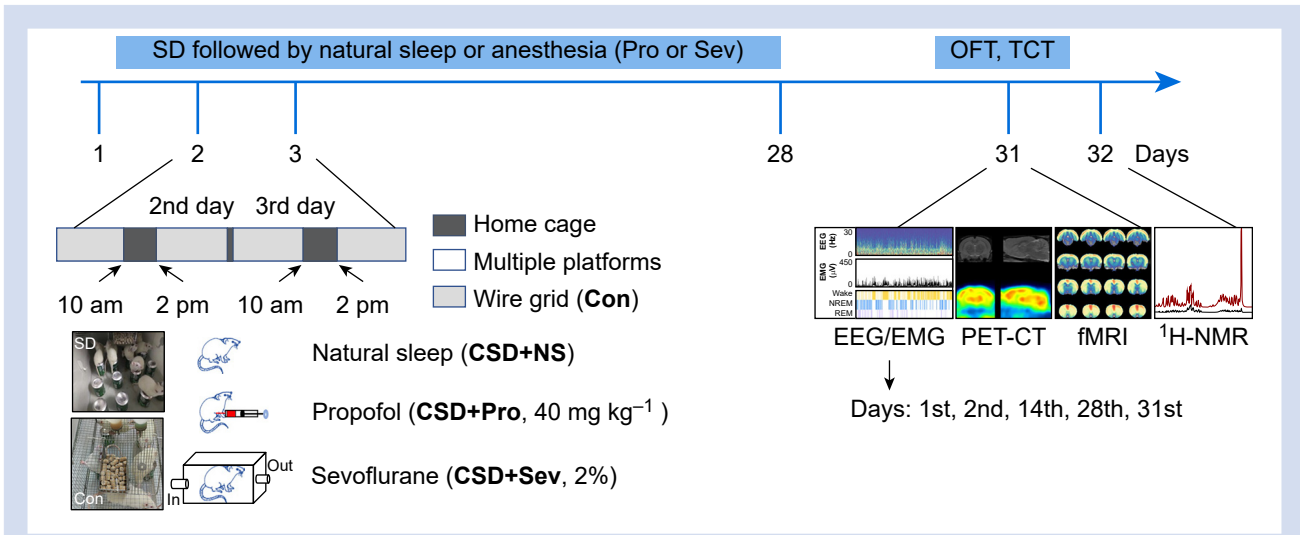 SD followed by natural sleep or anesthesia (Pro or Sev)
OFT, TCT
1
2
3
28
31
32
Days
2nd day
3rd day
10 am
2 pm
10 am
2 pm
Home cage
Multiple platforms
Wire grid (Con)
SD
Con
Natural sleep (CSD+NS)
Propofol (CSD+Pro, 40 mg kg⁻¹ )
In
Out
Sevoflurane (CSD+Sev, 2%)
EEG
(Hz)
30
0
EMG
(µV)
450
0
Wake
NREM
REM
EEG/EMG
PET-CT
fMRI
¹H-NMR
Days: 1st, 2nd, 14th, 28th, 31st